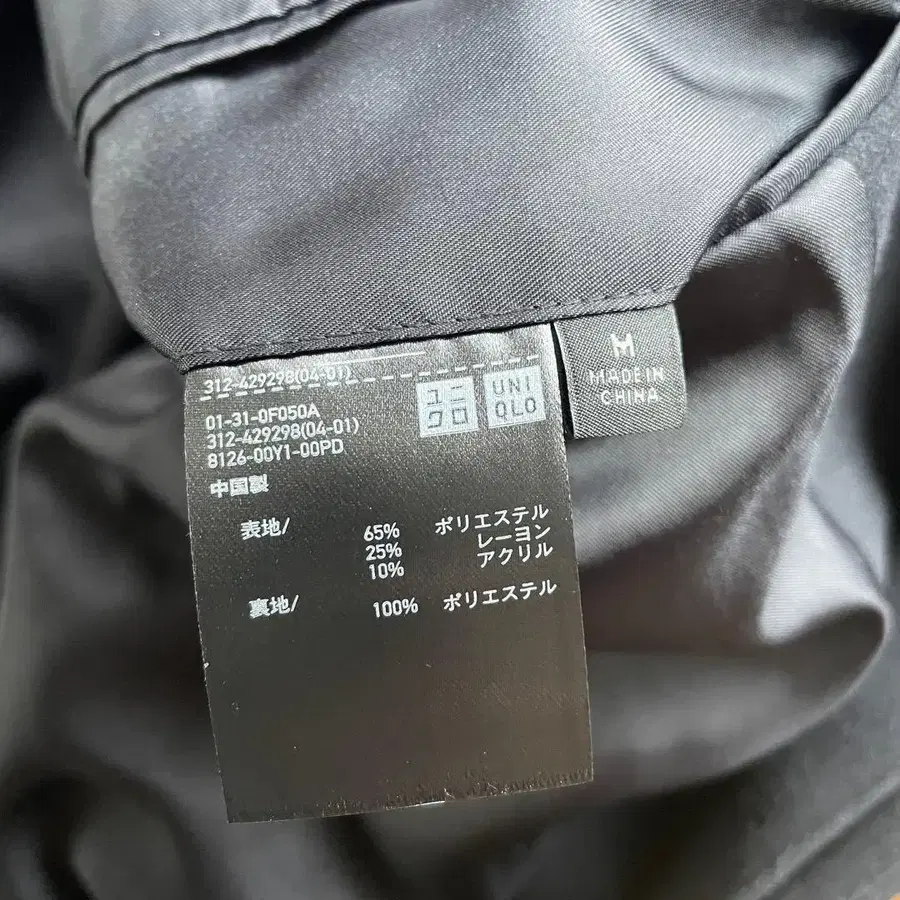 312-429298(04-01)
ユニ
クロ
UNI
QLO
M
MADE IN
CHINA
01-31-0F050A
312-429298(04-01)
8126-00Y1-00PD
中国製
表地/ 65% ポリエステル
25% レーヨン
10% アクリル
裏地/ 100% ポリエステル